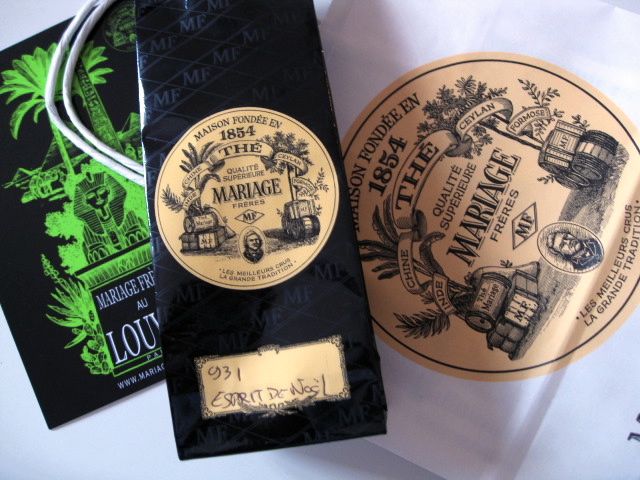 MAISON FONDÉE EN
1854
THÉ
CHINE
INDE
CEYLAN
QUALITÉ
SUPÉRIEURE
MARIAGE
FRÈRES
MF
"LES MEILLEURS CRUS
LA GRANDE TRADITION"
931
ESPRIT DE NOËL
MARIAGE FRÈ
AU
LOUV
PA
WWW.MARIAG
MAISON FONDÉE EN
1854
THÉ
CHINE
INDE
CEYLAN
FORMOSE
QUALITÉ
SUPÉRIEURE
MARIAGE
FRÈRES
MF
"LES MEILLEURS CRUS
LA GRANDE TRADITION"